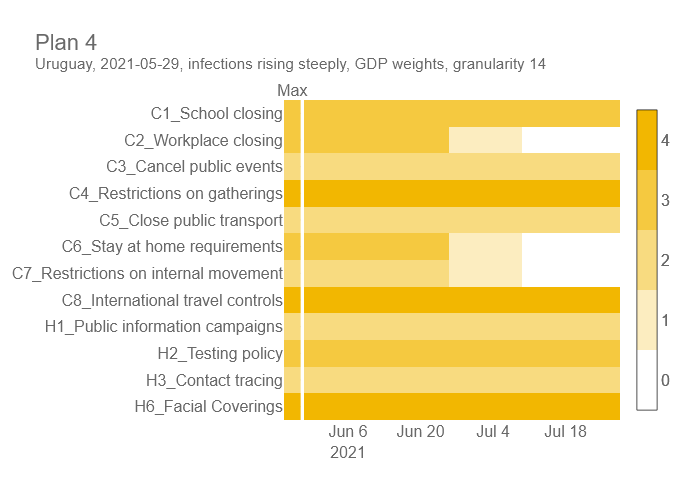 Plan 4
Uruguay, 2021-05-29, infections rising steeply, GDP weights, granularity 14
Max
C1_School closing
C2_Workplace closing
C3_Cancel public events
C4_Restrictions on gatherings
C5_Close public transport
C6_Stay at home requirements
C7_Restrictions on internal movement
C8_International travel controls
H1_Public information campaigns
H2_Testing policy
H3_Contact tracing
H6_Facial Coverings
Jun 6 Jun 20 Jul 4 Jul 18
2021
4
3
2
1
0